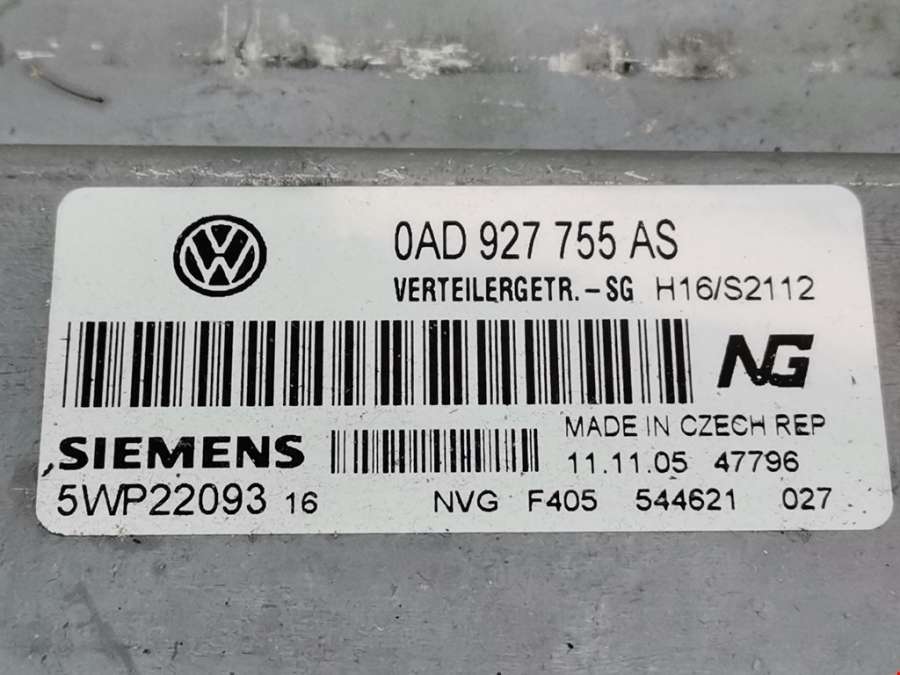 0AD 927 755 AS
VERTEILERGETR. - SG H16/S2112
NG
MADE IN CZECH REP
SIEMENS
11.11.05 47796
5WP22093 16
NVG F405 544621 027